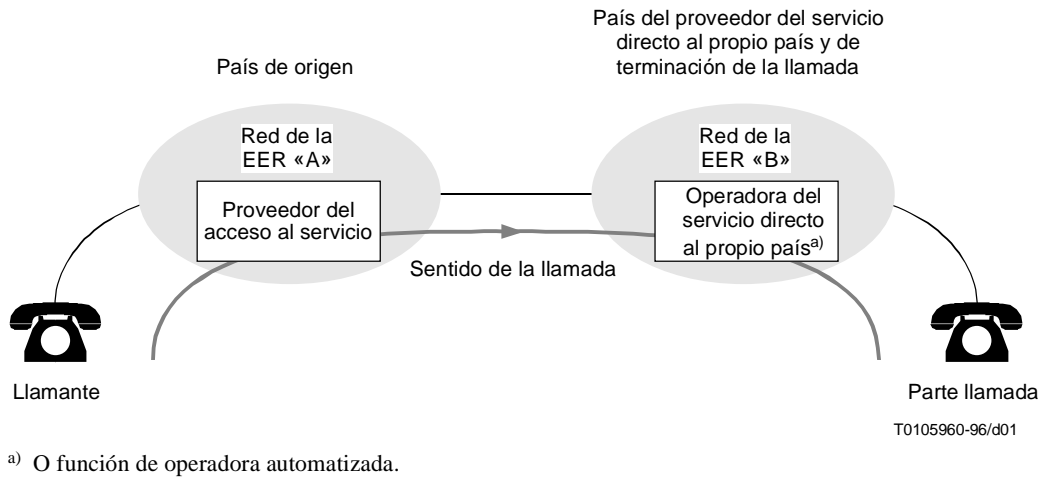 País de origen
País del proveedor del servicio
directo al propio país y de
terminación de la llamada
Red de la
EER «A»
Proveedor del
acceso al servicio
Red de la
EER «B»
Operadora del
servicio directo
al propio país a)
Sentido de la llamada
Llamante
Parte llamada
T0105960-96/d01
a) O función de operadora automatizada.